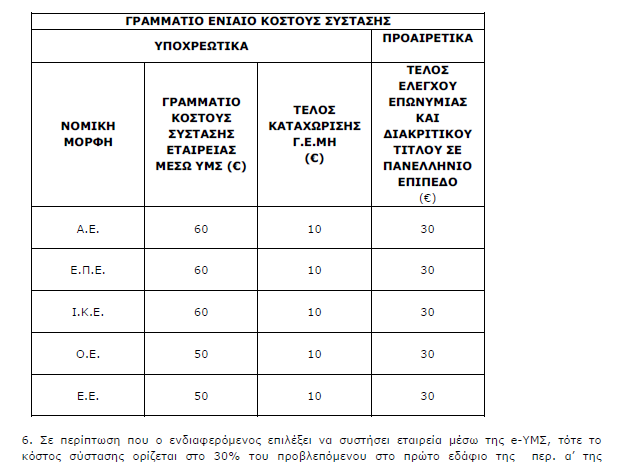 ΓΡΑΜΜΑΤΙΟ ΕΝΙΑΙΟ ΚΟΣΤΟΥΣ ΣΥΣΤΑΣΗΣ
ΥΠΟΧΡΕΩΤΙΚΑ
ΠΡΟΑΙΡΕΤΙΚΑ
ΝΟΜΙΚΗ
ΜΟΡΦΗ
ΓΡΑΜΜΑΤΙΟ
ΚΟΣΤΟΥΣ
ΣΥΣΤΑΣΗΣ
ΕΤΑΙΡΕΙΑΣ
ΜΕΣΩ ΥΜΣ (€)
ΤΕΛΟΣ
ΚΑΤΑΧΩΡΙΣΗΣ
Γ.Ε.ΜΗ
(€)
ΤΕΛΟΣ
ΕΛΕΓΧΟΥ
ΕΠΩΝΥΜΙΑΣ
ΚΑΙ
ΔΙΑΚΡΙΤΙΚΟΥ
ΤΙΤΛΟΥ ΣΕ
ΠΑΝΕΛΛΗΝΙΟ
ΕΠΙΠΕΔΟ
(€)
Α.Ε. 60 10 30
Ε.Π.Ε. 60 10 30
Ι.Κ.Ε. 60 10 30
Ο.Ε. 50 10 30
Ε.Ε. 50 10 30
6. Σε περίπτωση που ο ενδιαφερόμενος επιλέξει να συστήσει εταιρεία μέσω της e-ΥΜΣ, τότε το
κόστος σύστασης ορίζεται στο 30% του προβλεπόμενου στο πρώτο εδάφιο της περ. α’ της